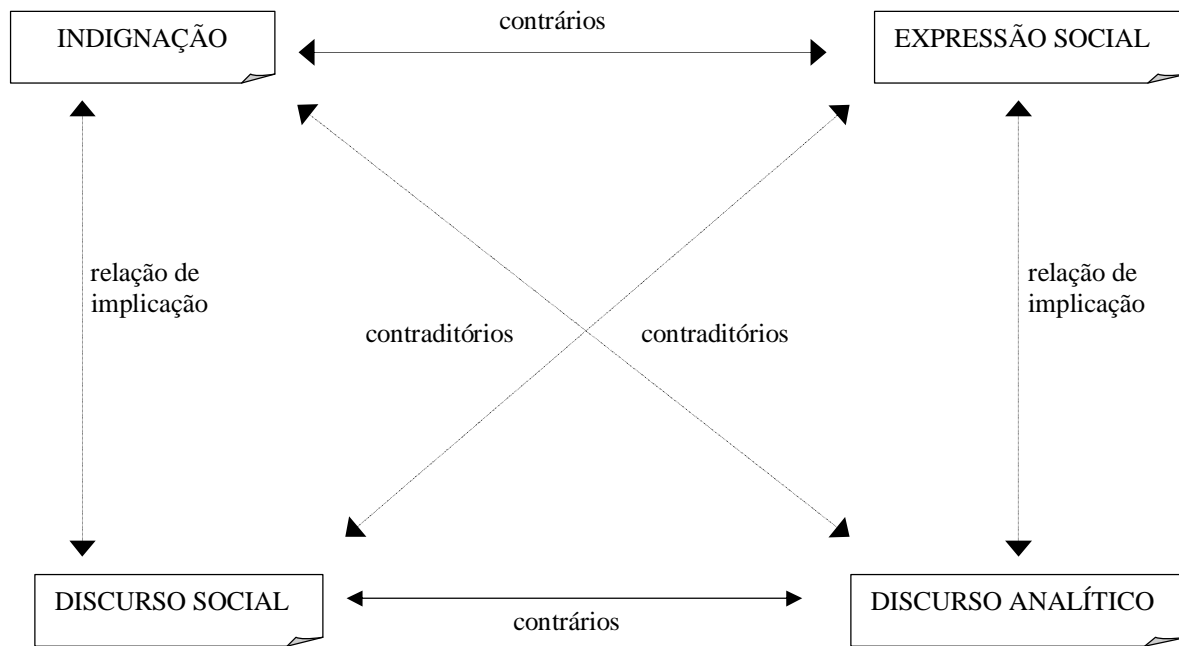 contrários
INDIGNAÇÃO
EXPRESSÃO SOCIAL
relação de
implicação
relação de
implicação
contraditórios
contraditórios
DISCURSO SOCIAL
DISCURSO ANALÍTICO
contrários